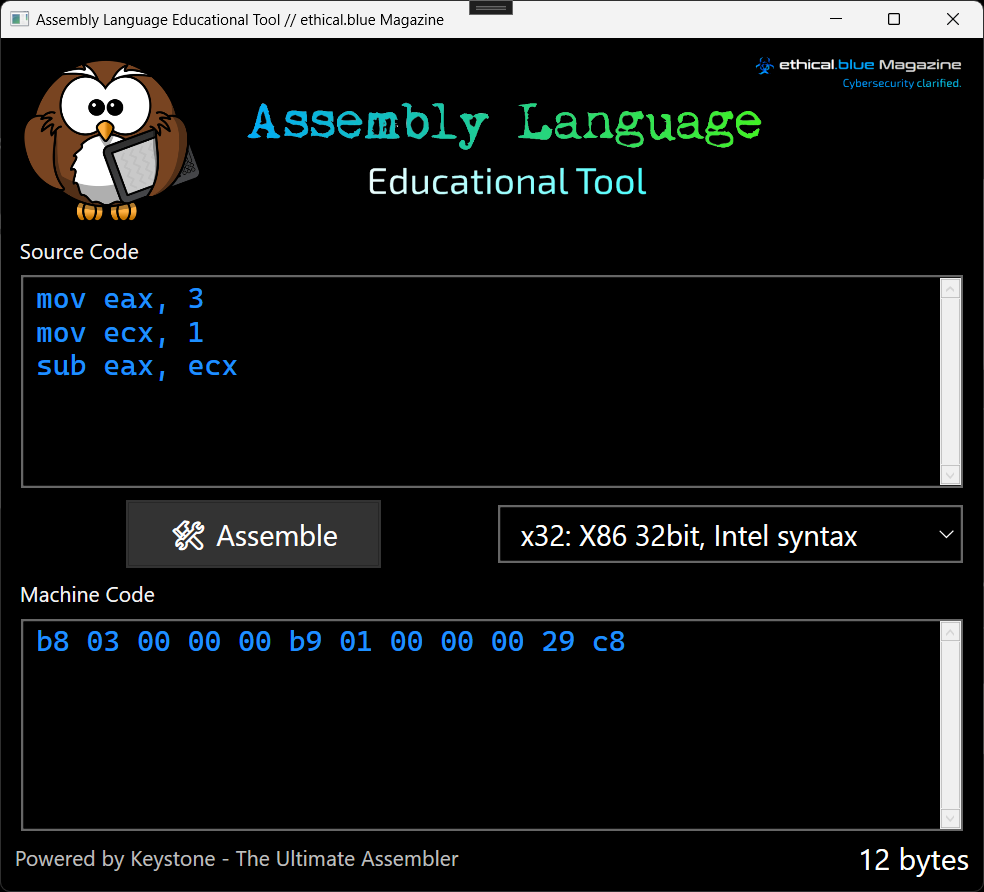 Assembly Language Educational Tool // ethical.blue Magazine
ethical.blue Magazine
Cybersecurity clarified.
Assembly Language
Educational Tool
Source Code
mov eax, 3
mov ecx, 1
sub eax, ecx
Assemble
x32: X86 32bit, Intel syntax
Machine Code
b8 03 00 00 00 b9 01 00 00 00 29 c8
Powered by Keystone - The Ultimate Assembler
12 bytes